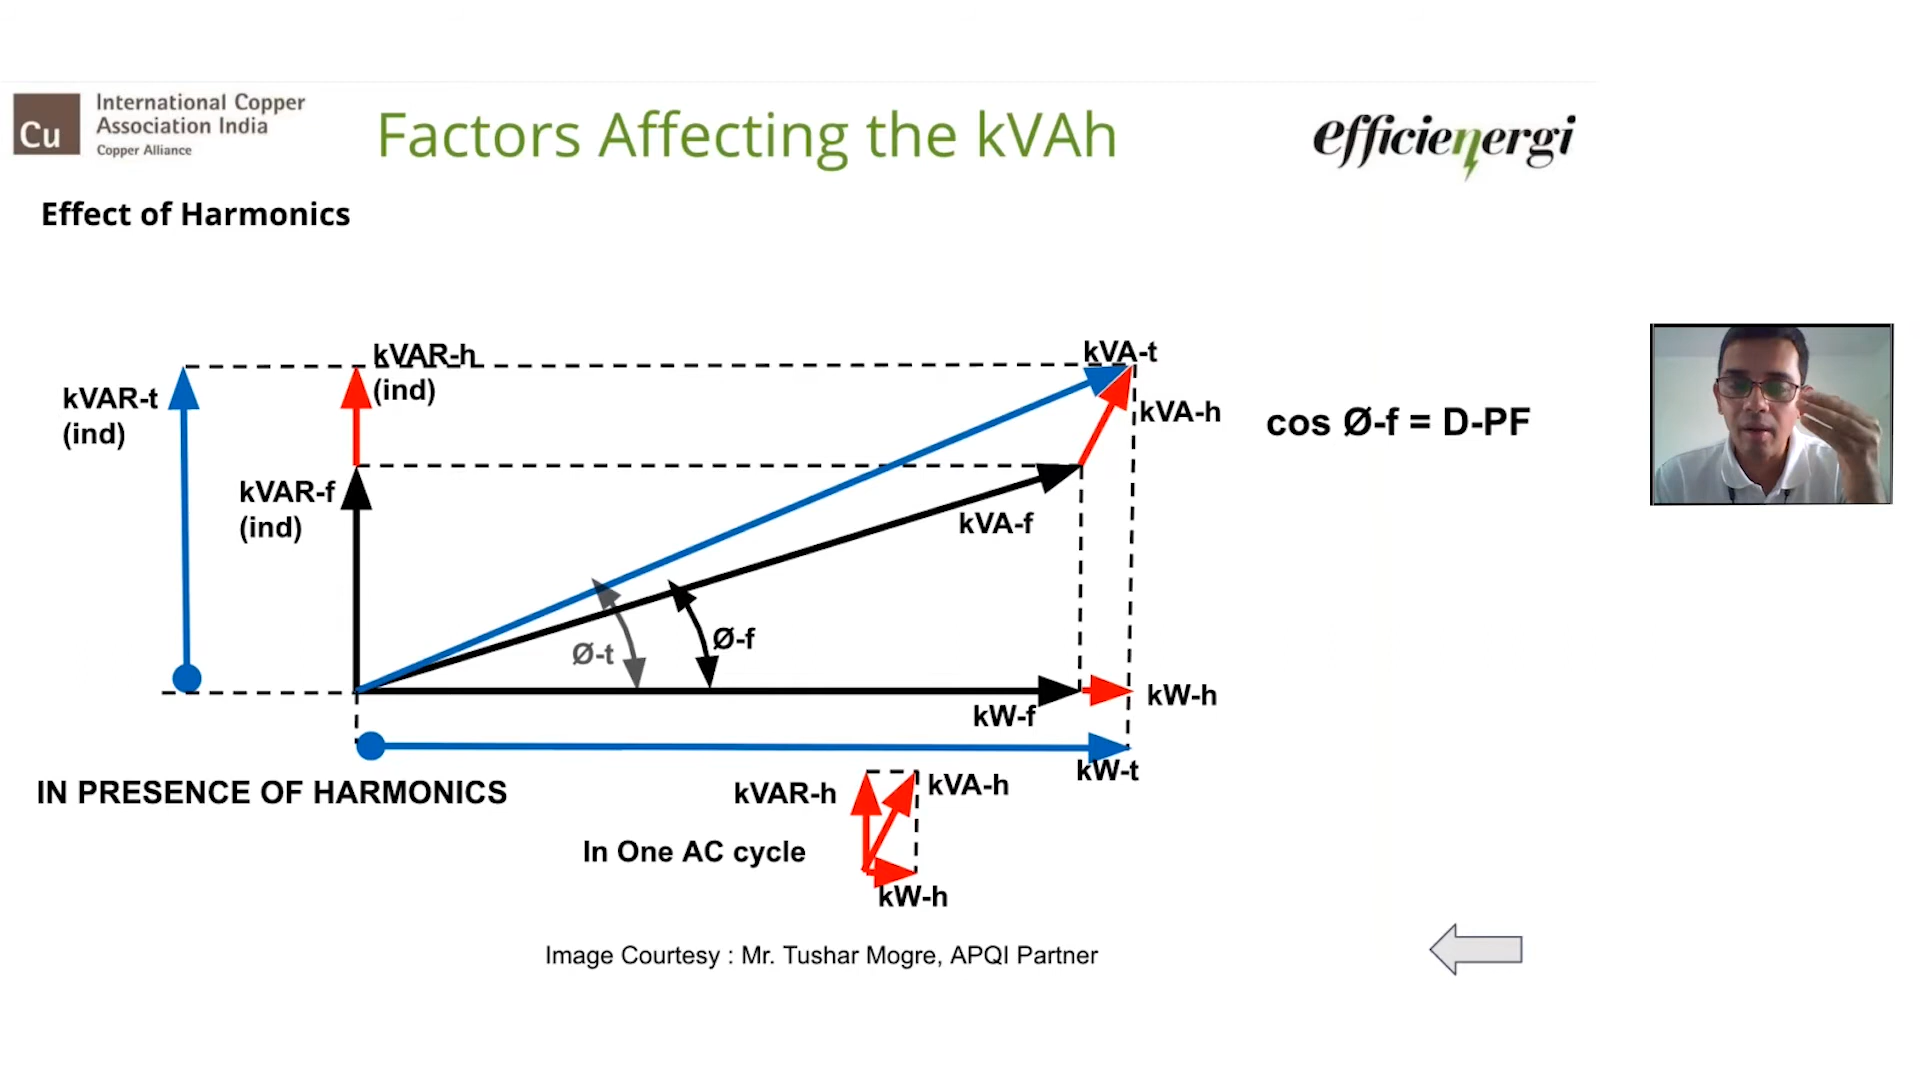 Cu
International Copper
Association India
Copper Alliance
Factors Affecting the kVAh
efficienergi
Effect of Harmonics
kVAR-h
(ind)
kVA-t
kVAR-t
(ind)
kVA-h
cos Ø-f = D-PF
kVAR-f
(ind)
kVA-f
Ø-t
Ø-f
kW-h
kW-f
kW-t
IN PRESENCE OF HARMONICS
kVAR-h
kVA-h
In One AC cycle
kW-h
Image Courtesy : Mr. Tushar Mogre, APQI Partner